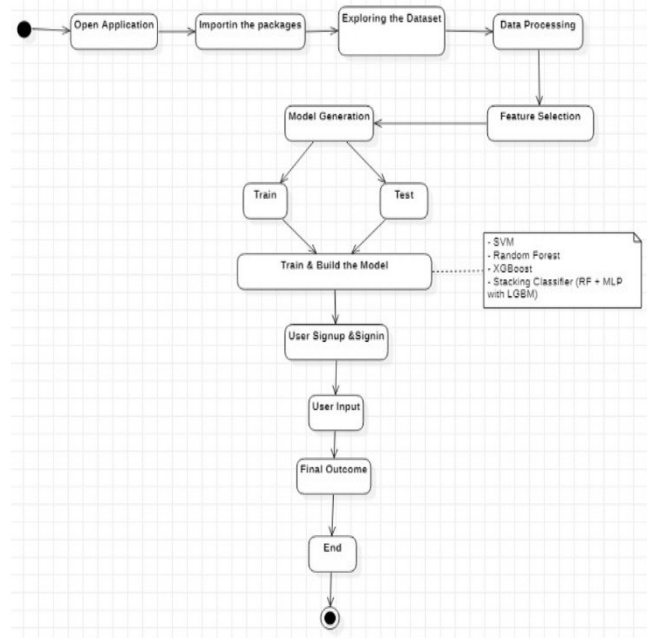 Open Application
Importin the packages
Exploring the Dataset
Data Processing
Feature Selection
Model Generation
Train
Test
Train & Build the Model
- SVM
- Random Forest
- XGBoost
- Stacking Classifier (RF + MLP
with LGBM)
User Signup &Signin
User Input
Final Outcome
End